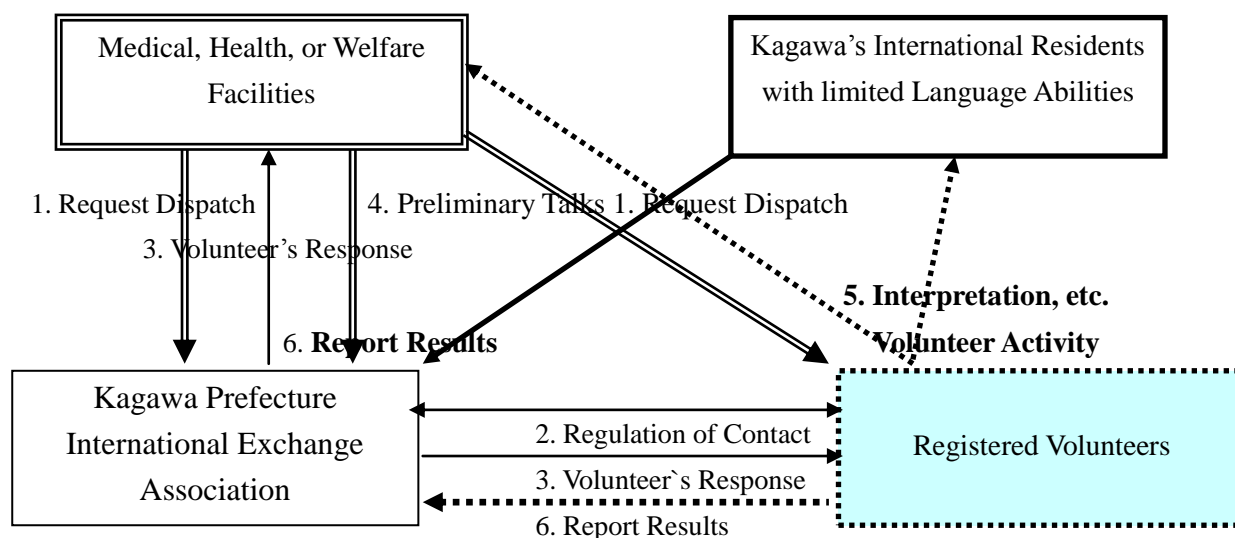 Medical, Health, or Welfare
Facilities
Kagawa’s International Residents
with limited Language Abilities
1. Request Dispatch
4. Preliminary Talks
1. Request Dispatch
3. Volunteer’s Response
5. Interpretation, etc.
Volunteer Activity
6. Report Results
Kagawa Prefecture
International Exchange
Association
2. Regulation of Contact
3. Volunteer`s Response
6. Report Results
Registered Volunteers